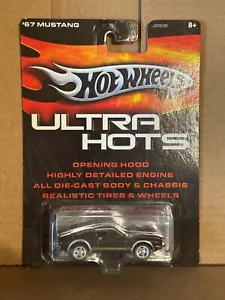 '67 MUSTANG
8+
HOT WHEELS
ULTRA
HOTS
OPENING HOOD
HIGHLY DETAILED ENGINE
ALL DIE-CAST BODY & CHASSIS
REALISTIC TIRES & WHEELS